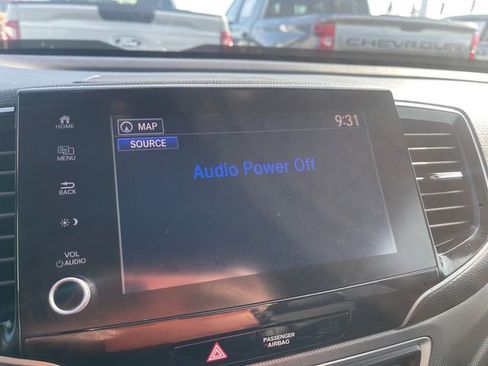 CHEVROLET
HOME
MENU
BACK
VOL
AUDIO
MAP
9:31
SOURCE
Audio Power Off
PASSENGER
AIRBAG